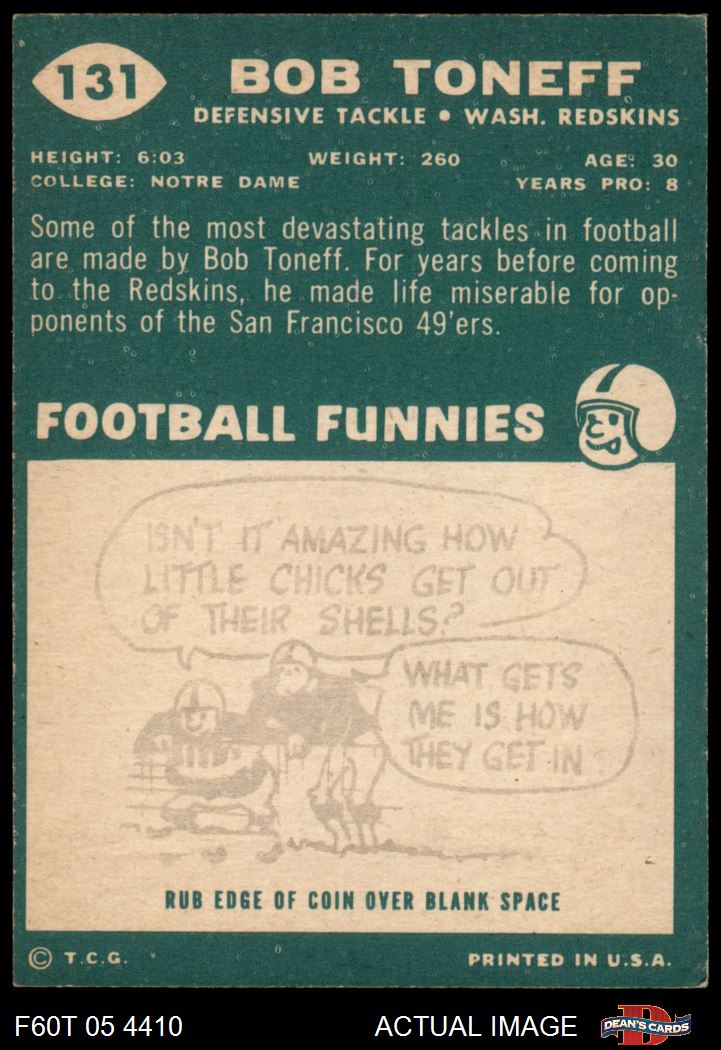 131
BOB TONEFF
DEFENSIVE TACKLE • WASH. REDSKINS
HEIGHT: 6:03 WEIGHT: 260 AGE: 30
COLLEGE: NOTRE DAME YEARS PRO: 8
Some of the most devastating tackles in football
are made by Bob Toneff. For years before coming
to the Redskins, he made life miserable for op-
ponents of the San Francisco 49'ers.
FOOTBALL FUNNIES
ISN'T IT AMAZING HOW
LITTLE CHICKS GET OUT
OF THEIR SHELLS?
WHAT GETS
ME IS HOW
THEY GET IN
RUB EDGE OF COIN OVER BLANK SPACE
© T.C.G. PRINTED IN U.S.A.
F60T 05 4410 ACTUAL IMAGE D DEAN'S CARDS